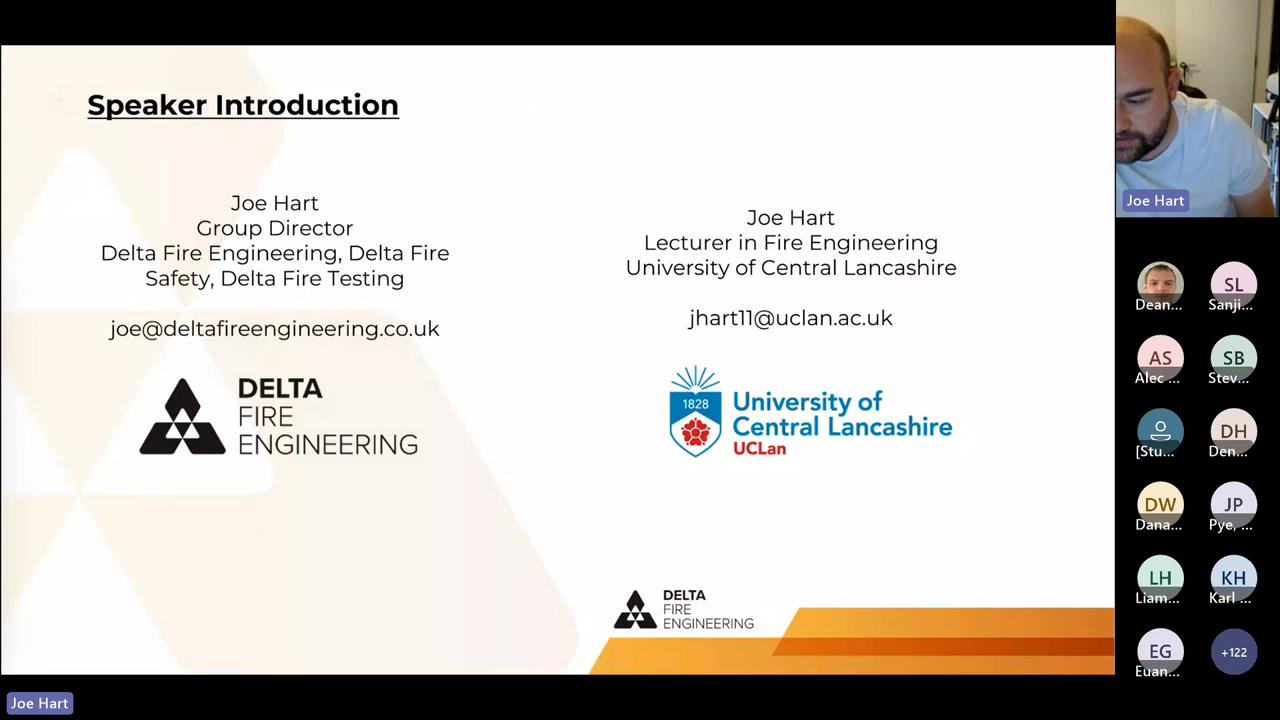 Speaker Introduction
Joe Hart
Group Director
Delta Fire Engineering, Delta Fire
Safety, Delta Fire Testing
joe@deltafireengineering.co.uk
DELTA
FIRE
ENGINEERING
Joe Hart
Lecturer in Fire Engineering
University of Central Lancashire
jhart11@uclan.ac.uk
1828
University of
Central Lancashire
UCLan
DELTA
FIRE
ENGINEERING
Joe Hart
Joe Hart
Dean...
SL
Sanji...
AS
Alec ...
SB
Stev...
[Stu...
DH
Den...
DW
Dana...
JP
Pye, ...
LH
Liam...
KH
Karl ...
EG
Euan...
+122